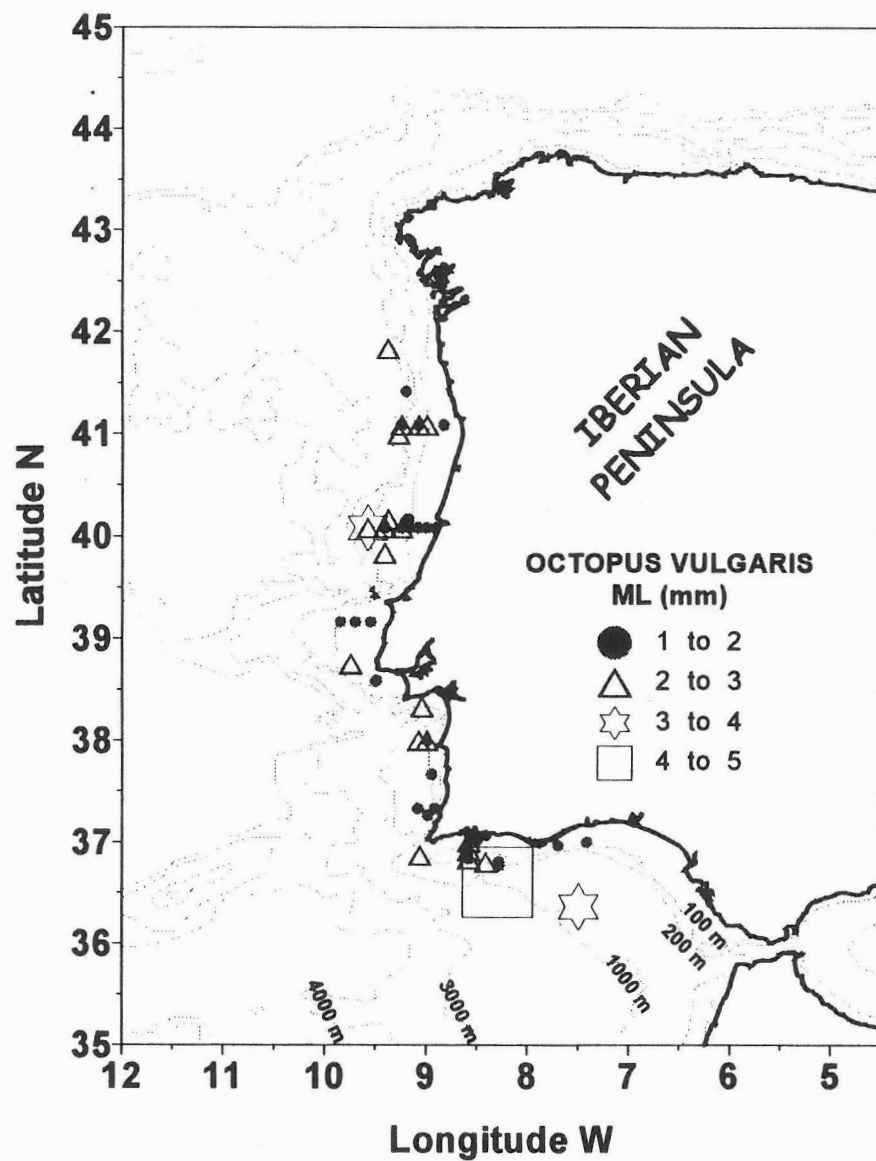 45
44
43
42
41
40
39
38
37
36
35
Latitude N
IBERIAN
PENINSULA
OCTOPUS VULGARIS
ML (mm)
1 to 2
2 to 3
3 to 4
4 to 5
100 m
200 m
1000 m
3000 m
4000 m
12 11 10 9 8 7 6 5
Longitude W